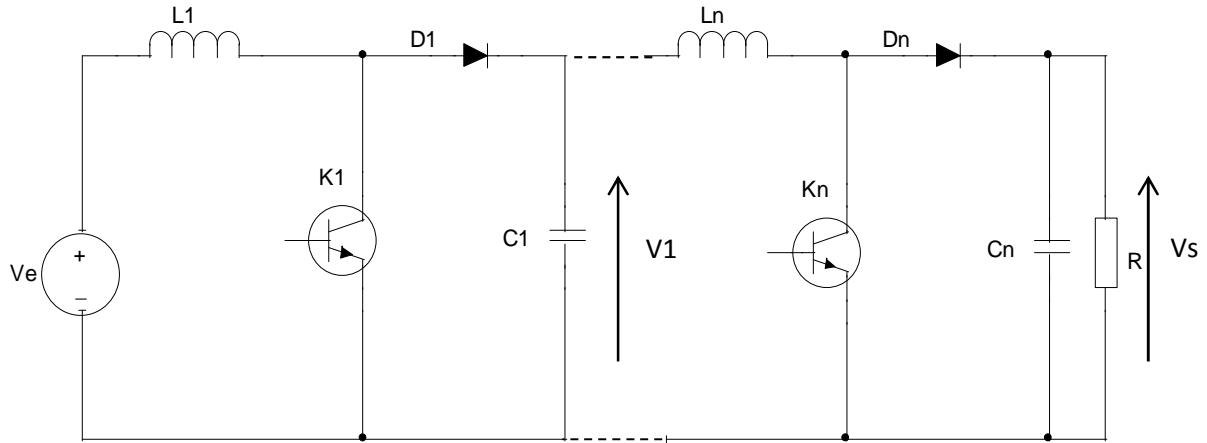 L1
D1
Ln
Dn
K1
Kn
C1
V1
Cn
R
Vs
Ve
+
–